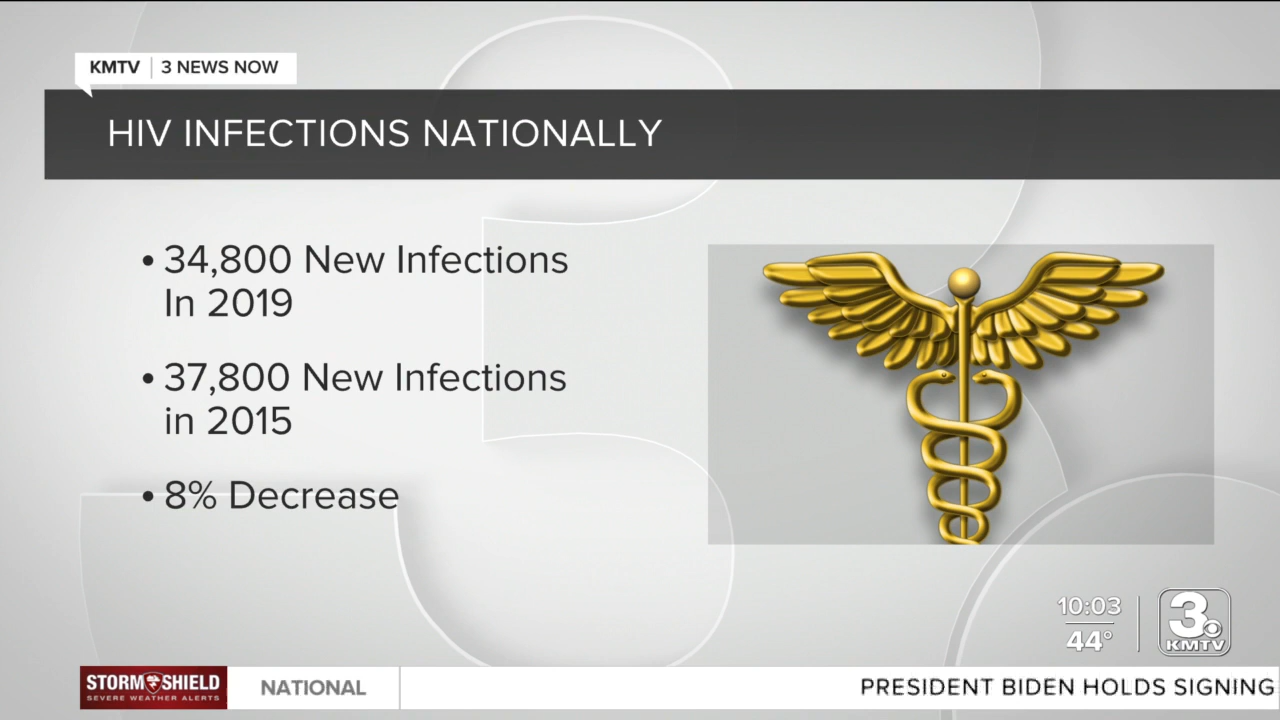 KMTV | 3 NEWS NOW
HIV INFECTIONS NATIONALLY
• 34,800 New Infections
In 2019
• 37,800 New Infections
in 2015
• 8% Decrease
10:03
44°
3
KMTV
STORM SHIELD
SEVERE WEATHER ALERTS
NATIONAL
PRESIDENT BIDEN HOLDS SIGNING